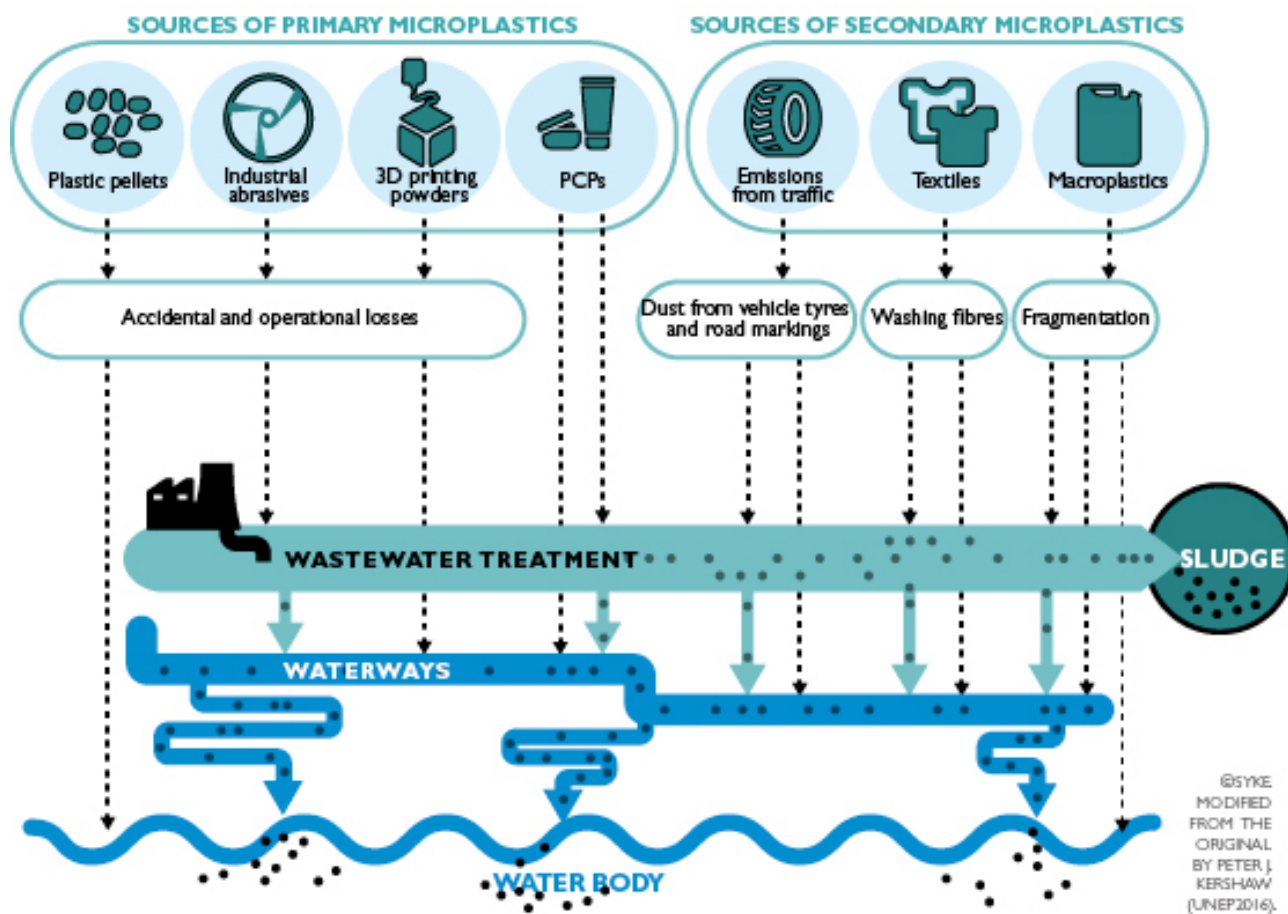 SOURCES OF PRIMARY MICROPLASTICS
SOURCES OF SECONDARY MICROPLASTICS
Plastic pellets
Industrial
abrasives
3D printing
powders
PCPs
Emissions
from traffic
Textiles
Macroplastics
Accidental and operational losses
Dust from vehicle tyres
and road markings
Washing fibres
Fragmentation
WASTEWATER TREATMENT
SLUDGE
WATERWAYS
WATER BODY
©SYKE
MODIFIED
FROM THE
ORIGINAL
BY PETER J.
KERSHAW
(UNEP2016).